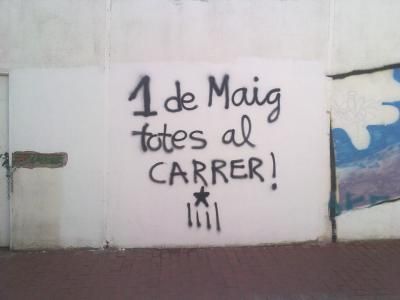 1 de Maig
totes al
CARRER!